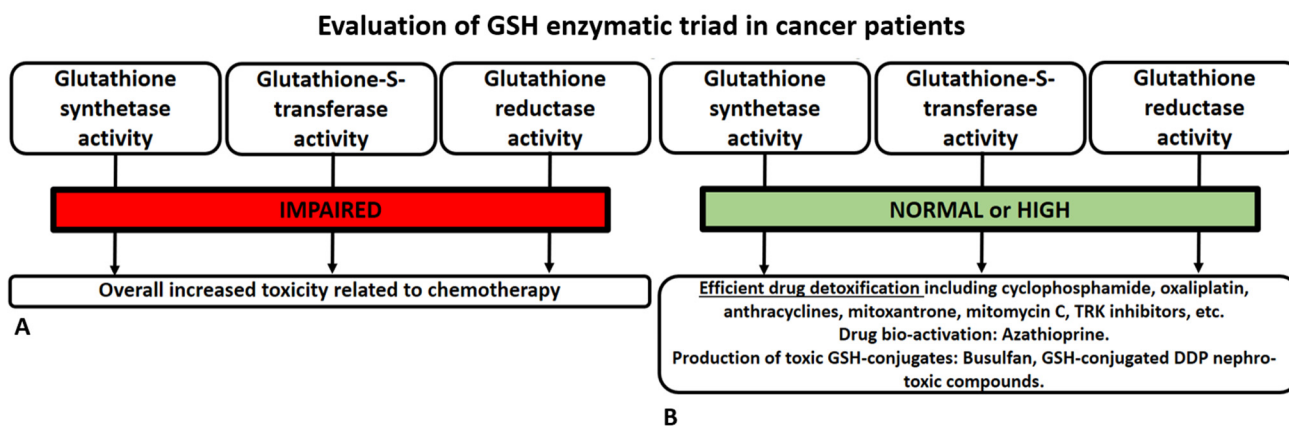 Evaluation of GSH enzymatic triad in cancer patients
Glutathione
synthetase
activity
Glutathione-S-
transferase
activity
Glutathione
reductase
activity
IMPAIRED
Overall increased toxicity related to chemotherapy
A
Glutathione
synthetase
activity
Glutathione-S-
transferase
activity
Glutathione
reductase
activity
NORMAL or HIGH
Efficient drug detoxification including cyclophosphamide, oxaliplatin,
anthracyclines, mitoxantrone, mitomycin C, TRK inhibitors, etc.
Drug bio-activation: Azathioprine.
Production of toxic GSH-conjugates: Busulfan, GSH-conjugated DDP nephro-
toxic compounds.
B